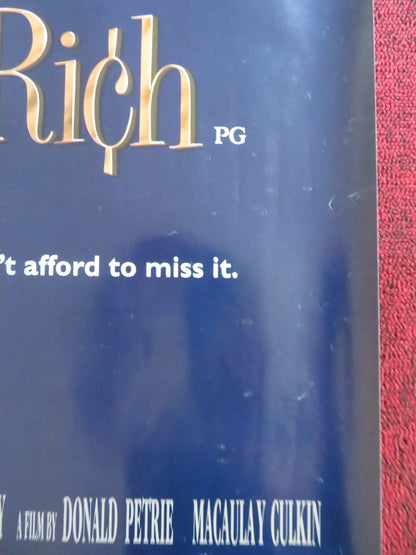 Ri¢h PG
't afford to miss it.
Y A FILM BY DONALD PETRIE MACAULAY CULKIN